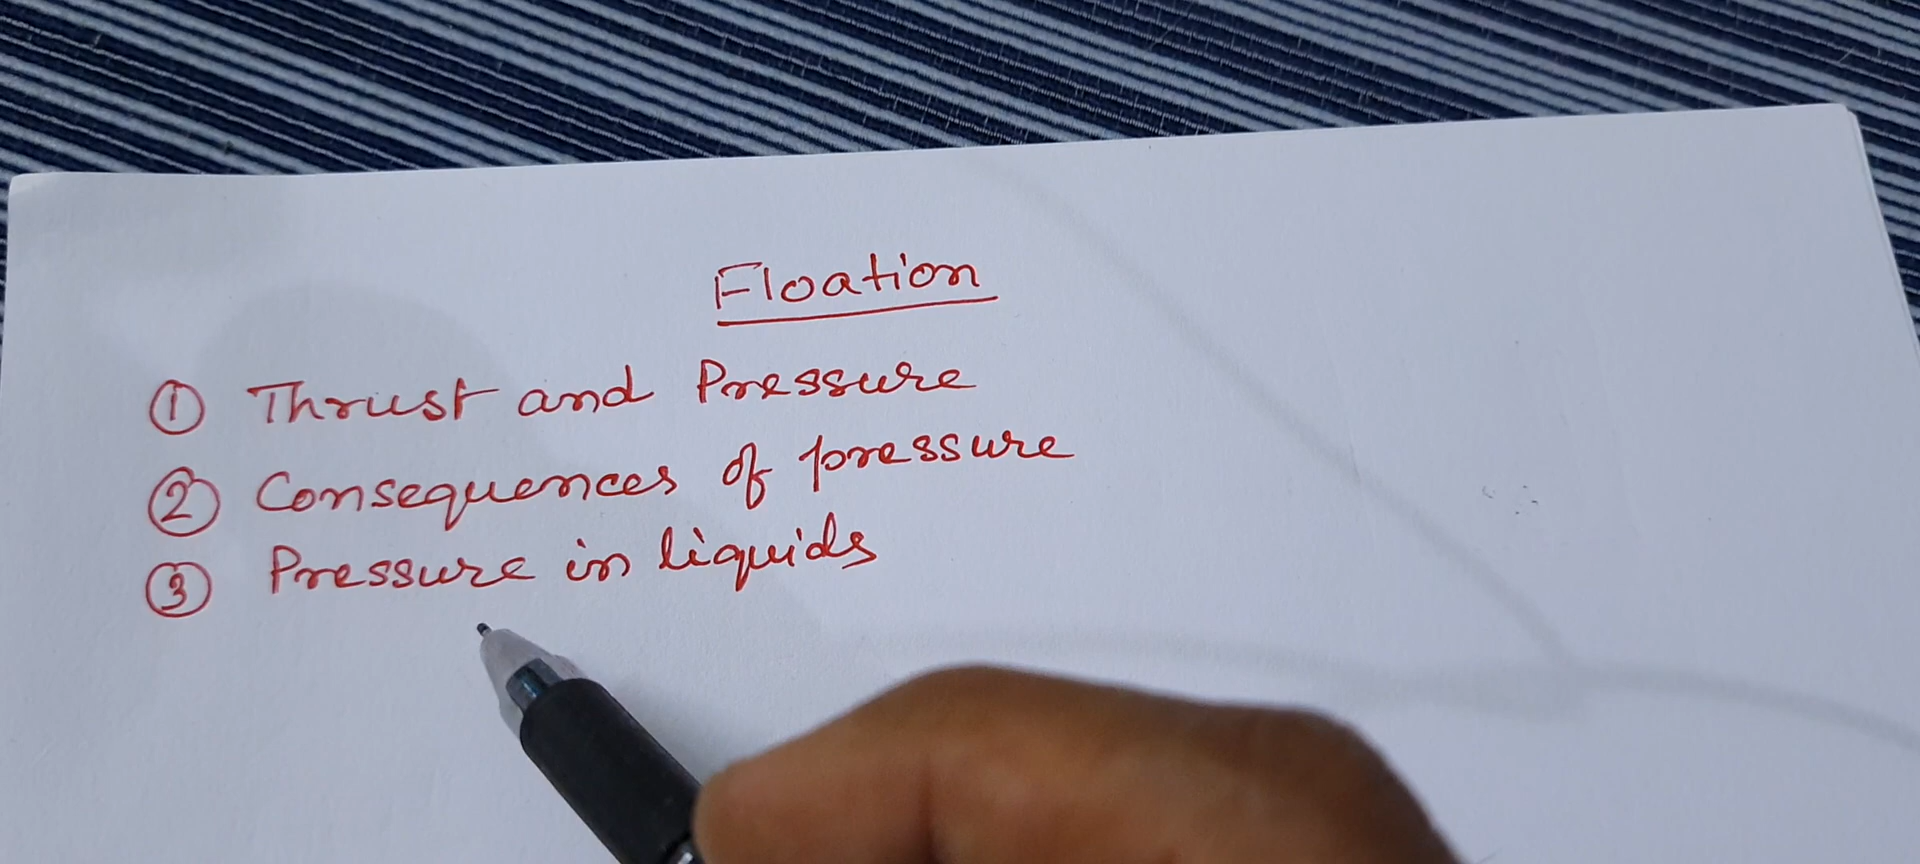 Floation
① Thrust and Pressure
② Consequences of pressure
③ Pressure in liquids